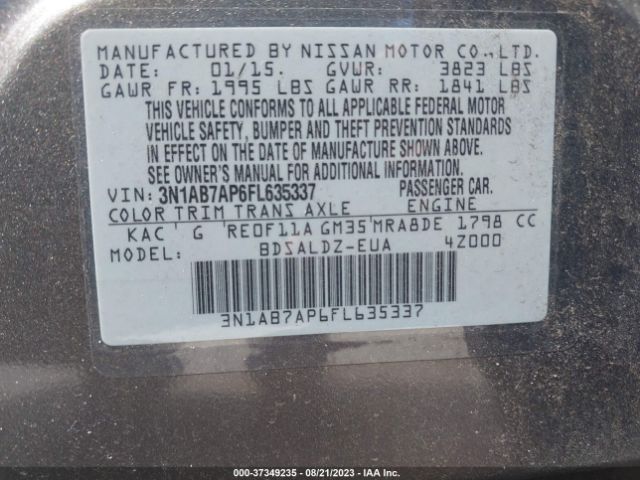 MANUFACTURED BY NISSAN MOTOR CO.,LTD.
DATE: 01/15. GVWR: 3823 LBS
GAWR FR: 1995 LBS GAWR RR: 1841 LBS
THIS VEHICLE CONFORMS TO ALL APPLICABLE FEDERAL MOTOR
VEHICLE SAFETY, BUMPER AND THEFT PREVENTION STANDARDS
IN EFFECT ON THE DATE OF MANUFACTURE SHOWN ABOVE.
SEE OWNER'S MANUAL FOR ADDITIONAL INFORMATION.
VIN: 3N1AB7AP6FL635337 PASSENGER CAR.
COLOR TRIM TRANS AXLE ENGINE
KAC G RE0F11A GM35 MRA8DE 1798 CC
MODEL: BDSALDZ-EUA 4Z000
3N1AB7AP6FL635337
000-37349235 - 08/21/2023 - IAA Inc.